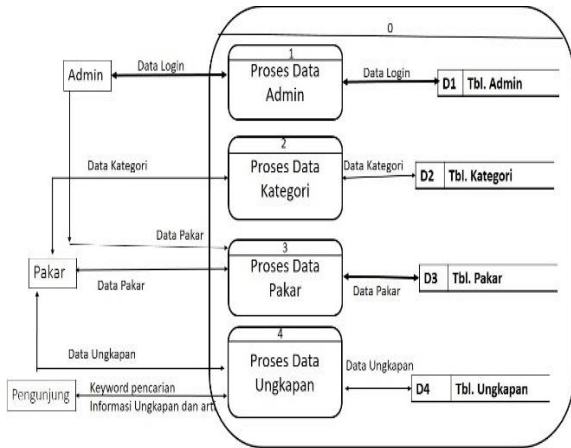 0
1
Admin
Data Login
Proses Data
Admin
Data Login
D1 Tbl. Admin
2
Data Kategori
Proses Data
Kategori
Data Kategori
D2 Tbl. Kategori
Data Pakar
3
Pakar
Data Pakar
Proses Data
Pakar
Data Pakar
D3 Tbl. Pakar
4
Data Ungkapan
Proses Data
Ungkapan
Data Ungkapan
D4 Tbl. Ungkapan
Pengunjung
Keyword pencarian
Informasi Ungkapan dan arti